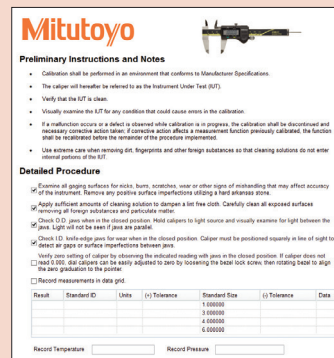 Mitutoyo
Preliminary Instructions and Notes
• Calibration shall be performed in an environment that conforms to Manufacturer Specifications.
• The caliper will hereafter be referred to as the Instrument Under Test (IUT).
• Verify that the IUT is clean.
• Visually examine the IUT for any condition that could cause errors in the calibration.
• If a malfunction occurs or a defect is observed while calibration is in progress, the calibration shall be discontinued and
necessary corrective action taken; if corrective action affects a measurement function previously calibrated, the function
shall be recalibrated before the remainder of the procedure implemented.
• Use extreme care when removing dirt, fingerprints and other foreign substances so that cleaning solutions do not enter
internal portions of the IUT.
Detailed Procedure
Examine all gaging surfaces for nicks, burn, scratches, wear or other signs of mishandling that may affect accuracy
of the instrument. Remove any positive surface imperfections utilizing a hard arkansas stone.
Apply sufficient amounts of cleaning solution to dampen a lint free cloth. Carefully clean all exposed surfaces
removing all foreign substances and particulate matter.
Check O.D. jaws when in the closed position. Hold calipers to light source and visually examine for light between the
jaws. Light will not be seen if jaws are parallel.
Check I.D. knife-edge jaws for wear when in the closed position. Caliper must be positioned squarely in line of sight to
detect air gaps or surface imperfections between jaws.
Verify zero setting of caliper by observing the indicated reading with jaws in the closed position. If caliper does not
read 0.000, dial calipers can be easily adjusted to zero by loosening the bezel lock screw, then rotating bezel to align
the zero graduation to the pointer.
Record measurements in data grid.
Result Standard ID Units (+) Tolerance Standard Size (-) Tolerance Data
1.000000
3.000000
4.000000
6.000000
Record Temperature Record Pressure